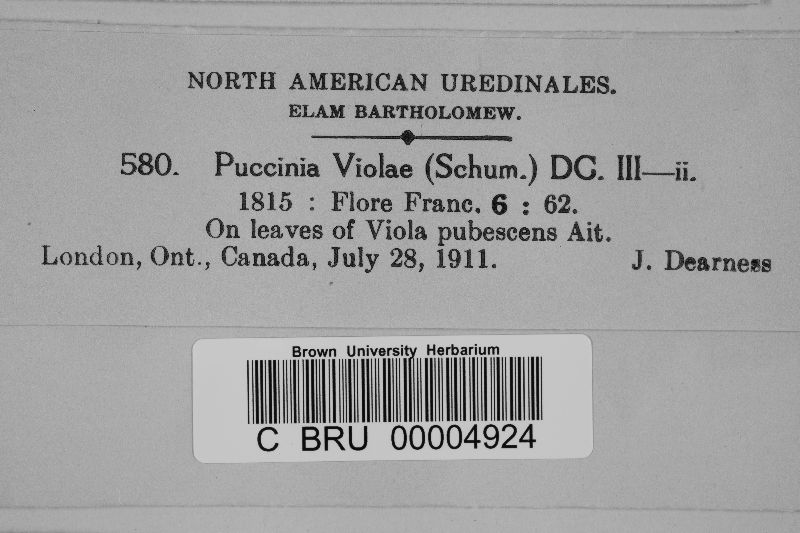 NORTH AMERICAN UREDINALES.
ELAM BARTHOLOMEW.
580. Puccinia Violae (Schum.) DC. III—ii.
1815 : Flore Franc. 6 : 62.
On leaves of Viola pubescens Ait.
London, Ont., Canada, July 28, 1911. J. Dearness
Brown University Herbarium
C BRU 00004924